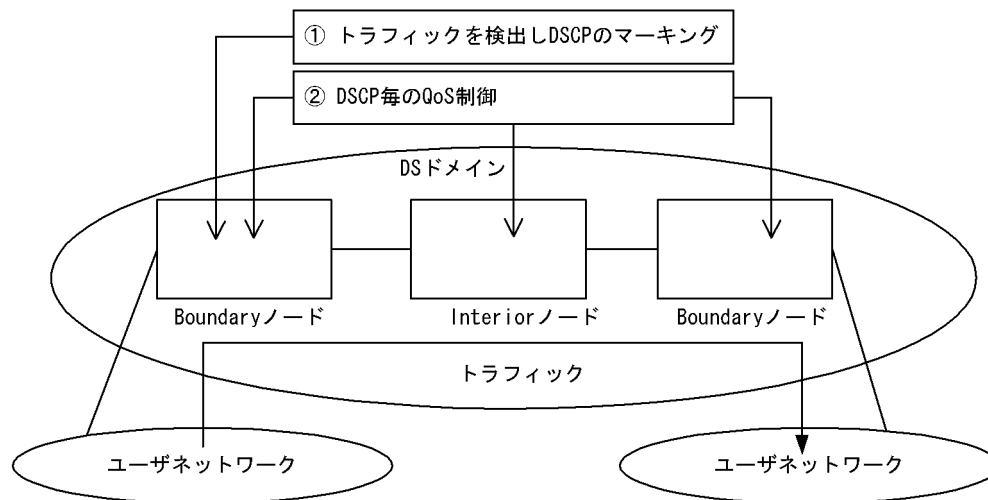 ① トラフィックを検出しDSCPのマーキング
② DSCP毎のQoS制御
DSドメイン
Boundaryノード
Interiorノード
Boundaryノード
トラフィック
ユーザネットワーク
ユーザネットワーク